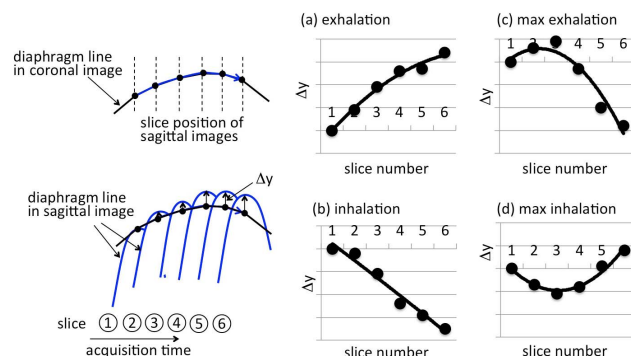 diaphragm line
in coronal image
slice position of
sagittal images
diaphragm line
in sagittal image
Δy
slice ① ② ③ ④ ⑤ ⑥
acquisition time
(a) exhalation
Δy
1 2 3 4 5 6
slice number
(c) max exhalation
1 2 3 4 5 6
Δy
slice number
(b) inhalation
1 2 3 4 5 6
Δy
slice number
(d) max inhalation
1 2 3 4 5 6
Δy
slice number